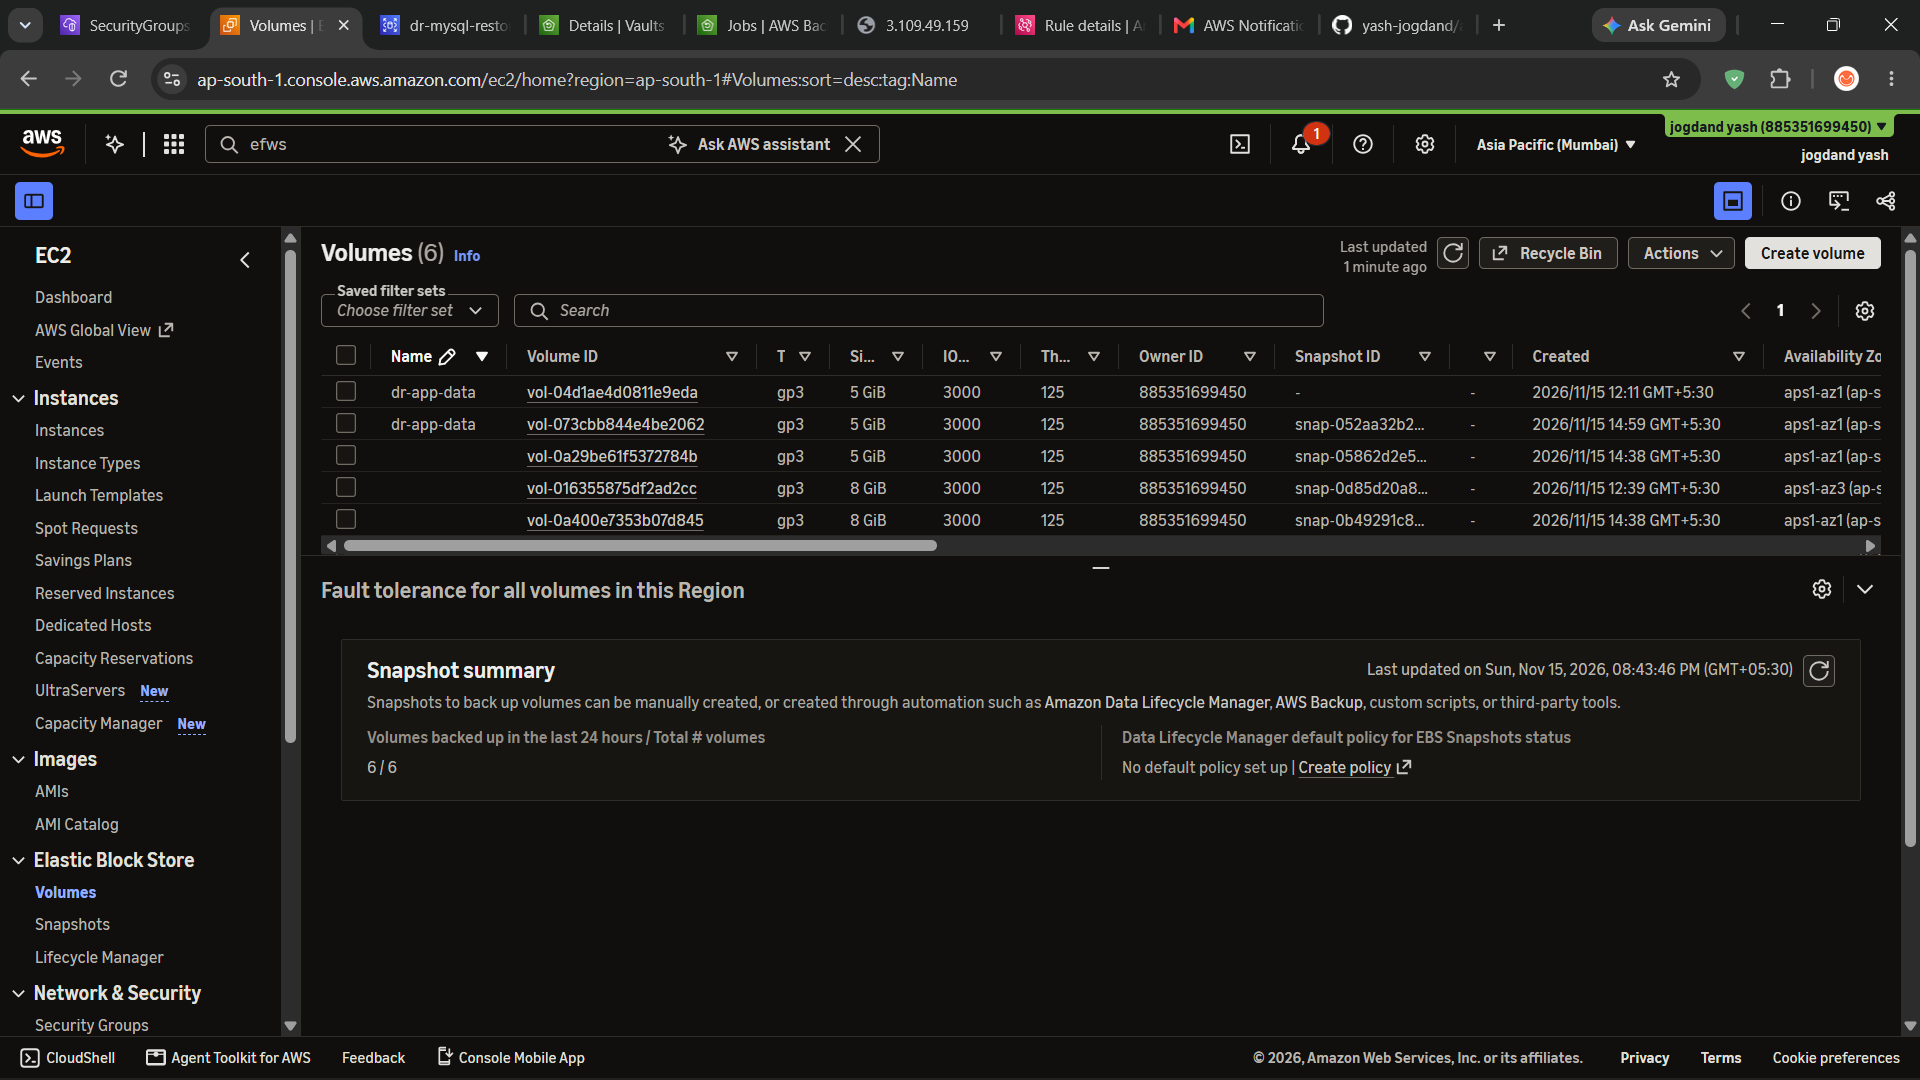 SecurityGroups
Volumes |
dr-mysql-resto
Details | Vaults
Jobs | AWS Bac
3.109.49.159
Rule details | A
AWS Notificatio
yash-jogdand/
Ask Gemini
ap-south-1.console.aws.amazon.com/ec2/home?region=ap-south-1#Volumes:sort=desc:tag:Name
aws
efws
Ask AWS assistant
1
Asia Pacific (Mumbai)
jogdand yash (885351699450)
jogdand yash
EC2
Dashboard
AWS Global View
Events
Instances
Instances
Instance Types
Launch Templates
Spot Requests
Savings Plans
Reserved Instances
Dedicated Hosts
Capacity Reservations
UltraServers New
Capacity Manager New
Images
AMIs
AMI Catalog
Elastic Block Store
Volumes
Snapshots
Lifecycle Manager
Network & Security
Security Groups
Volumes (6) Info
Last updated
1 minute ago
Recycle Bin
Actions
Create volume
Saved filter sets
Choose filter set
Search
1
Name Volume ID T Si... IO... Th... Owner ID Snapshot ID Created Availability Zo
dr-app-data vol-04d1ae4d0811e9eda gp3 5 GiB 3000 125 885351699450 - - 2026/11/15 12:11 GMT+5:30 aps1-az1 (ap-s
dr-app-data vol-073cbb844e4be2062 gp3 5 GiB 3000 125 885351699450 snap-052aa32b2... - 2026/11/15 14:59 GMT+5:30 aps1-az1 (ap-s
vol-0a29be61f5372784b gp3 5 GiB 3000 125 885351699450 snap-05862d2e5... - 2026/11/15 14:38 GMT+5:30 aps1-az1 (ap-s
vol-016355875df2ad2cc gp3 8 GiB 3000 125 885351699450 snap-0d85d20a8... - 2026/11/15 12:39 GMT+5:30 aps1-az3 (ap-s
vol-0a400e7353b07d845 gp3 8 GiB 3000 125 885351699450 snap-0b49291c8... - 2026/11/15 14:38 GMT+5:30 aps1-az1 (ap-s
Fault tolerance for all volumes in this Region
Snapshot summary
Last updated on Sun, Nov 15, 2026, 08:43:46 PM (GMT+05:30)
Snapshots to back up volumes can be manually created, or created through automation such as Amazon Data Lifecycle Manager, AWS Backup, custom scripts, or third-party tools.
Volumes backed up in the last 24 hours / Total # volumes
6 / 6
Data Lifecycle Manager default policy for EBS Snapshots status
No default policy set up | Create policy
CloudShell
Agent Toolkit for AWS
Feedback
Console Mobile App
© 2026, Amazon Web Services, Inc. or its affiliates.
Privacy
Terms
Cookie preferences